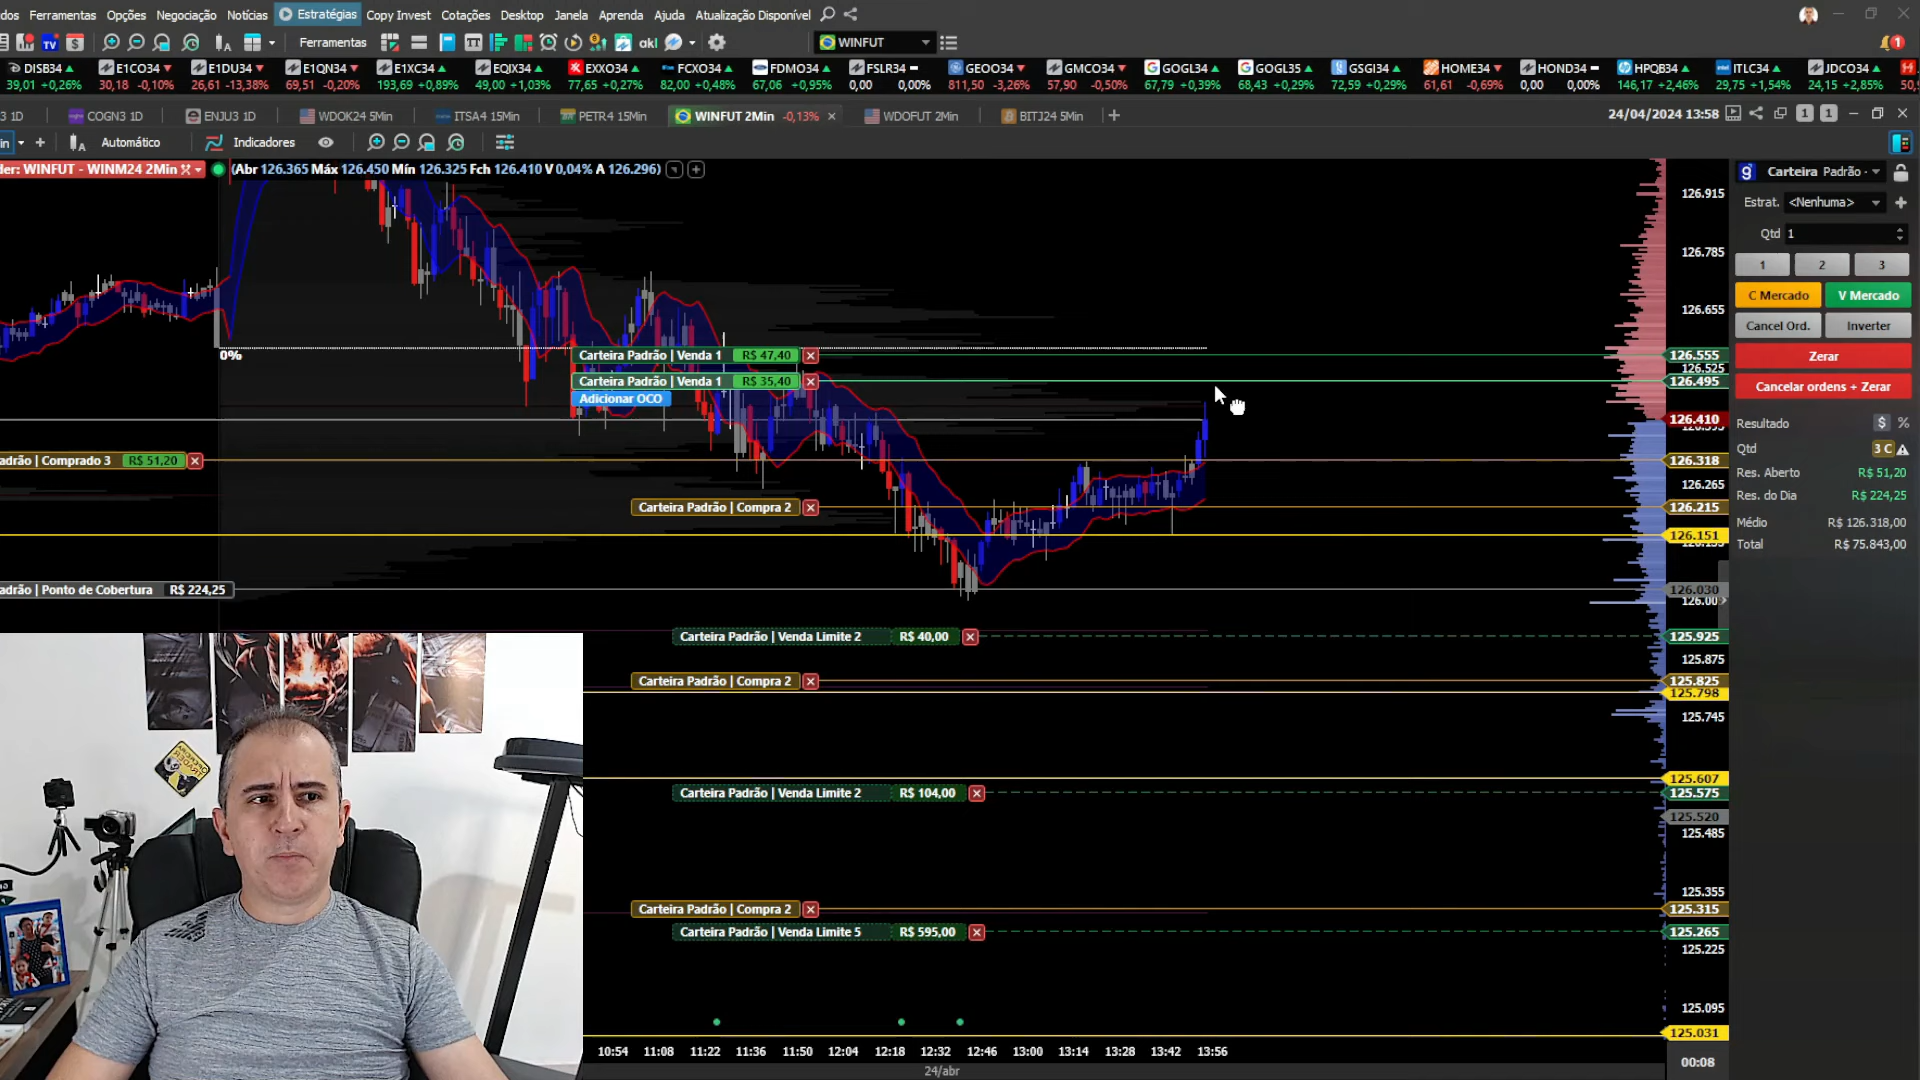 dos Ferramentas Opções Negociação Notícias Estratégias Copy Invest Cotações Desktop Janela Aprenda Ajuda Atualização Disponível
TV Ferramentas akl WINFUT 1
DISB34 E1CO34 E1DU34 E1QN34 E1XC34 EQIX34 EXXO34 FCXO34 FDMO34 FSLR34 GEOO34 GMCO34 GOGL34 GOGL35 GSGI34 HOME34 HOND34 HPQB34 ITLC34 JDCO34
39,01 +0,26% 30,18 -0,10% 26,61 -13,38% 69,51 -0,20% 193,69 +0,89% 49,00 +1,03% 77,65 +0,27% 82,00 +0,48% 67,06 +0,95% 0,00 0,00% 811,50 -3,26% 57,90 -0,50% 67,79 +0,39% 68,43 +0,29% 72,59 +0,29% 61,61 -0,69% 0,00 0,00% 146,17 +2,46% 29,75 +1,54% 24,15 +2,85% 50,
3 1D COGN3 1D ENJU3 1D WDOK24 5Min ITSA4 15Min PETR4 15Min WINFUT 2Min -0,13% WDOFUT 2Min BITJ24 5Min 24/04/2024 13:58 1 1
in Automático Indicadores
der: WINFUT - WINM24 2Min (Abr 126.365 Máx 126.450 Mín 126.325 Fch 126.410 V 0,04% A 126.296)
Carteira Padrão -
Estrat. <Nenhuma>
Qtd 1
1 2 3
C Mercado V Mercado
Cancel Ord. Inverter
Zerar
Cancelar ordens + Zerar
Resultado $ %
Qtd 3 C
Res. Aberto R$ 51,20
Res. do Dia R$ 224,25
Médio R$ 126.318,00
Total R$ 75.843,00
126.915
126.785
126.655
0%
Carteira Padrão | Venda 1 R$ 47,40
126.555
126.525
Carteira Padrão | Venda 1 R$ 35,40
126.495
Adicionar OCO
126.410
adrão | Comprado 3 R$ 51,20
126.318
126.265
Carteira Padrão | Compra 2
126.215
126.151
adrão | Ponto de Cobertura R$ 224,25
126.030
126.00
Carteira Padrão | Venda Limite 2 R$ 40,00
125.925
125.875
Carteira Padrão | Compra 2
125.825
125.798
125.745
125.607
Carteira Padrão | Venda Limite 2 R$ 104,00
125.575
125.520
125.485
125.355
Carteira Padrão | Compra 2
125.315
Carteira Padrão | Venda Limite 5 R$ 595,00
125.265
125.225
125.095
125.031
10:54 11:08 11:22 11:36 11:50 12:04 12:18 12:32 12:46 13:00 13:14 13:28 13:42 13:56
00:08
24/abr